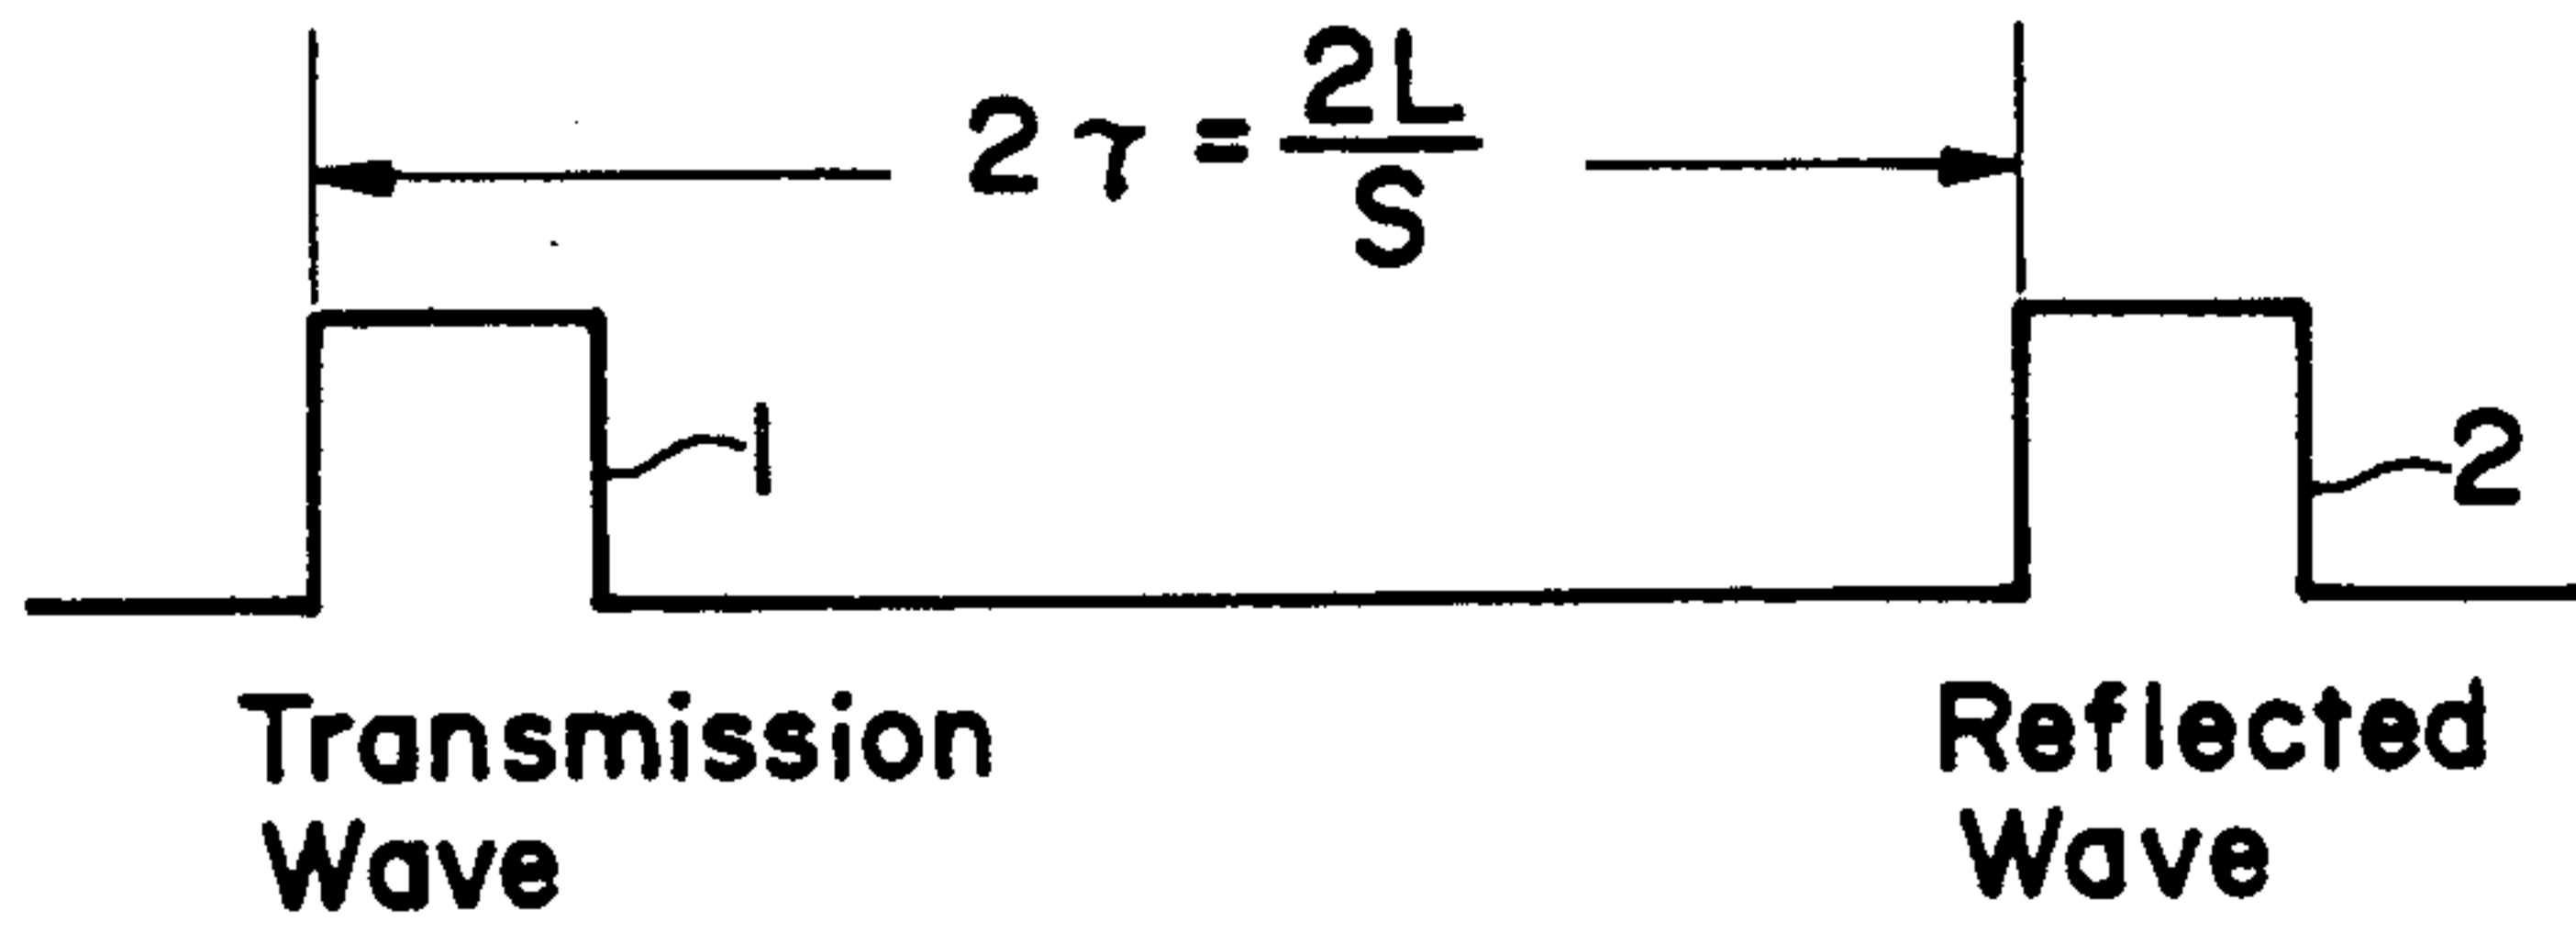 2τ = 2L/S
1
2
Transmission
Wave
Reflected
Wave